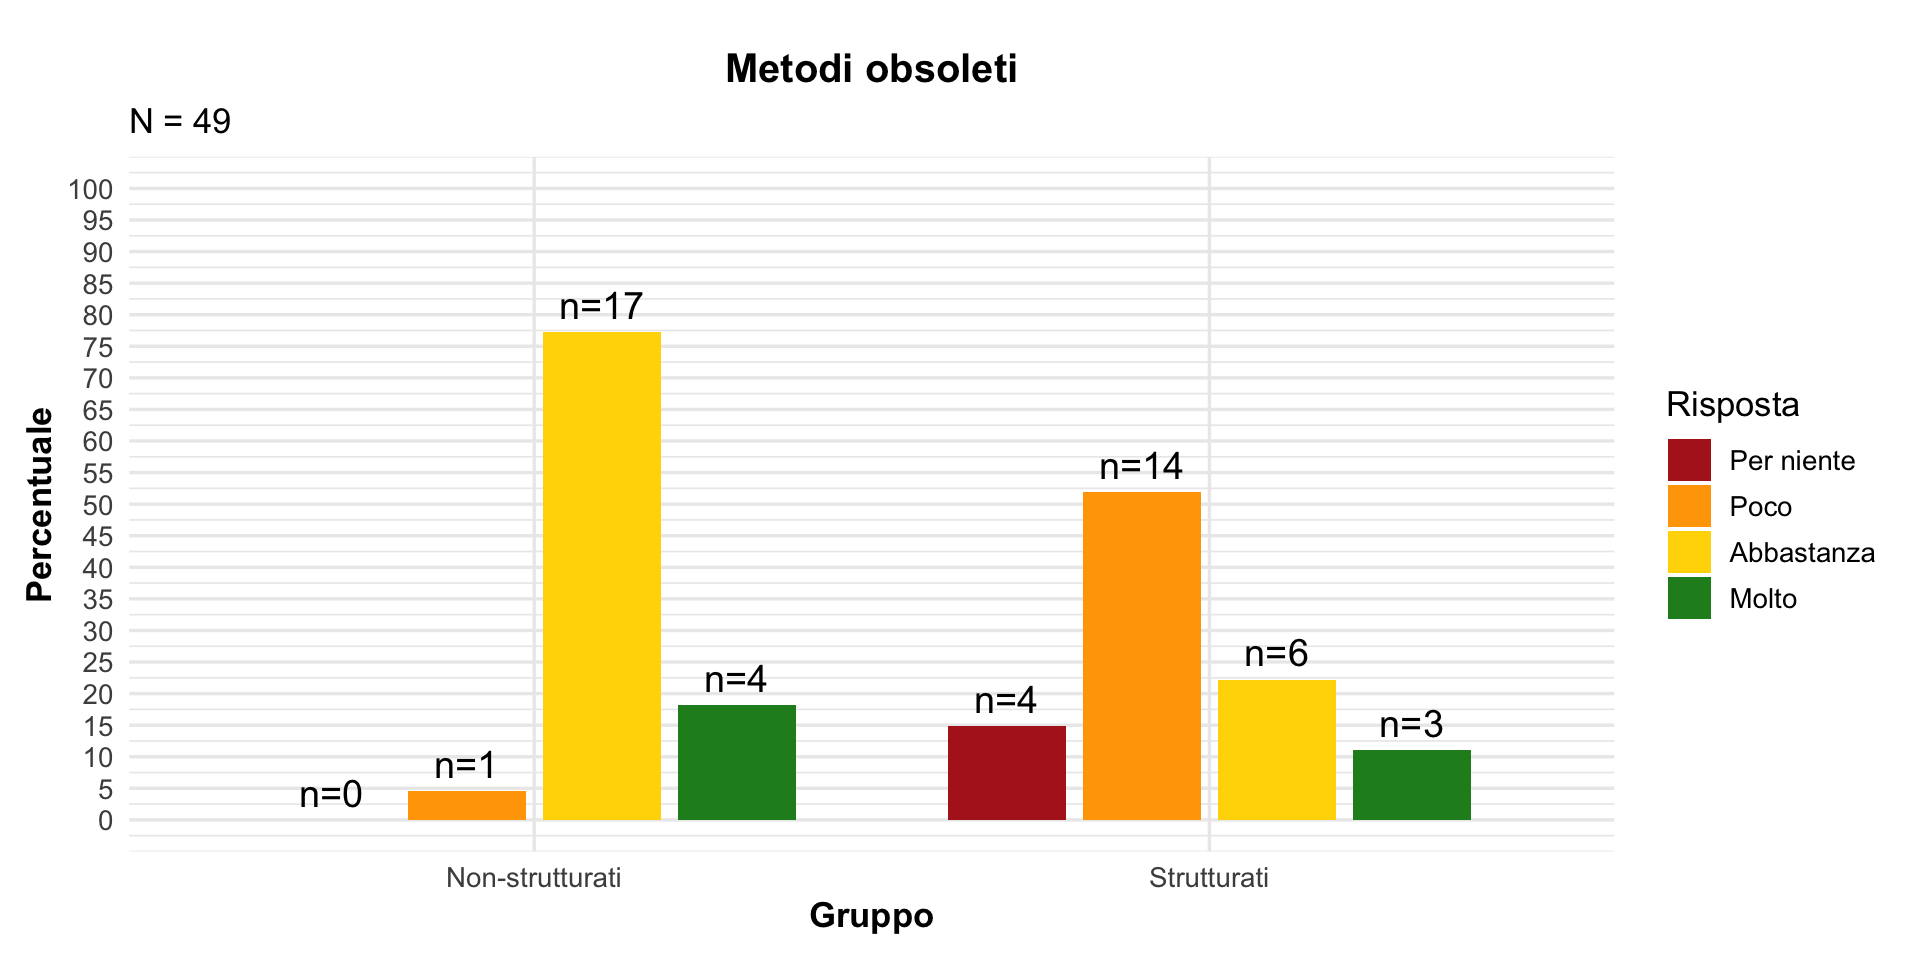 Metodi obsoleti
N = 49
100
95
90
85
80
75
70
65
60
55
50
45
40
35
30
25
20
15
10
5
0
Percentuale
n=0
n=1
n=17
n=4
n=4
n=14
n=6
n=3
Non-strutturati
Strutturati
Gruppo
Risposta
Per niente
Poco
Abbastanza
Molto